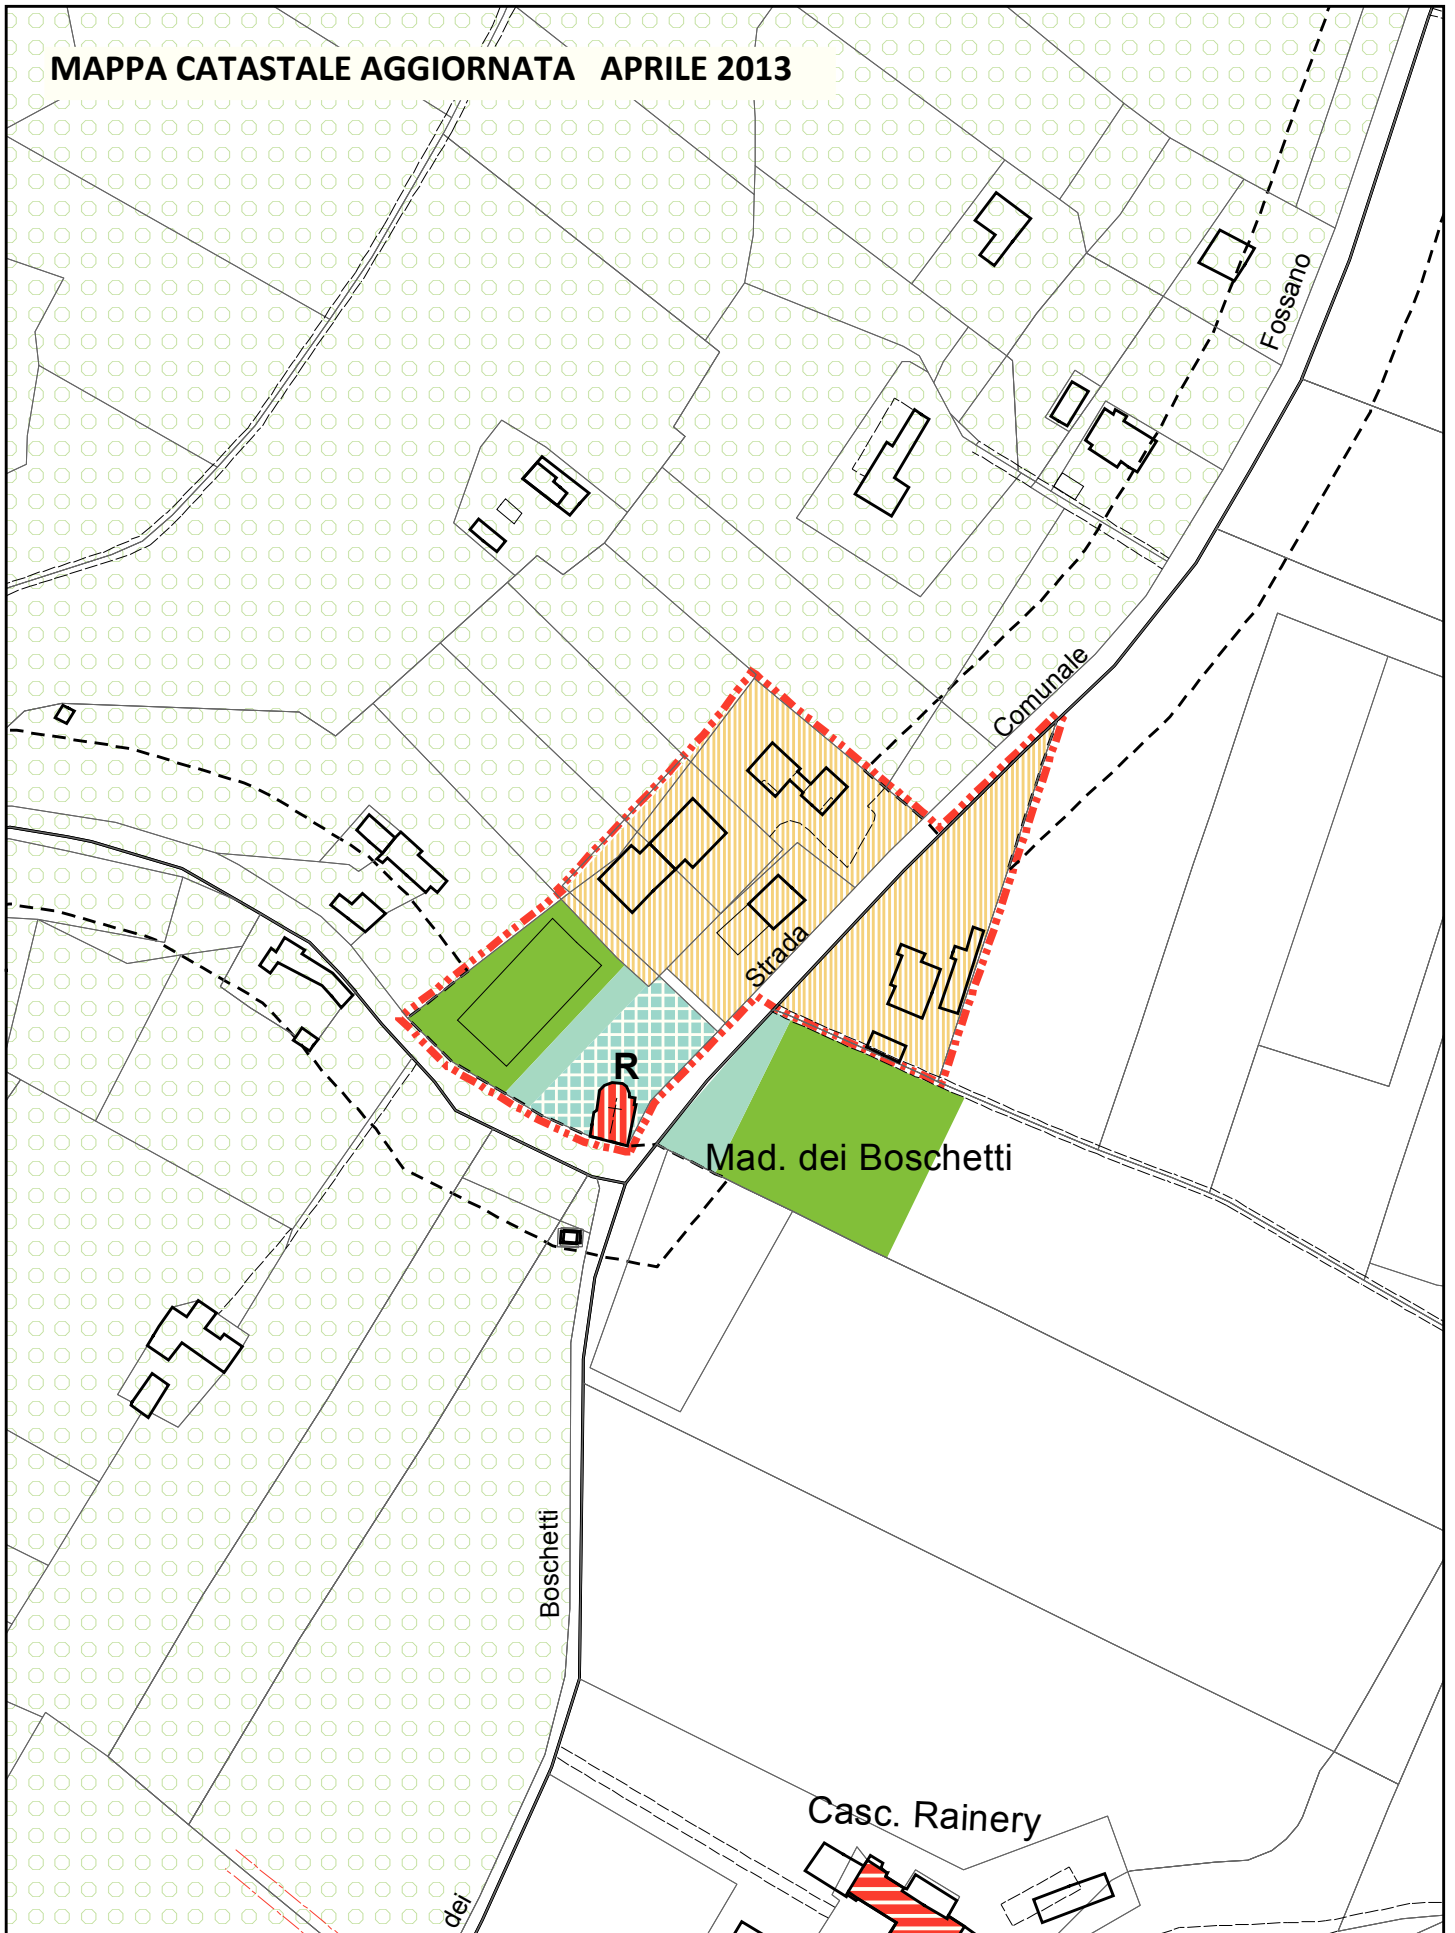 MAPPA CATASTALE AGGIORNATA APRILE 2013
Fossano
Comunale
Strada
R
Mad. dei Boschetti
Boschetti
Casc. Rainery
dei